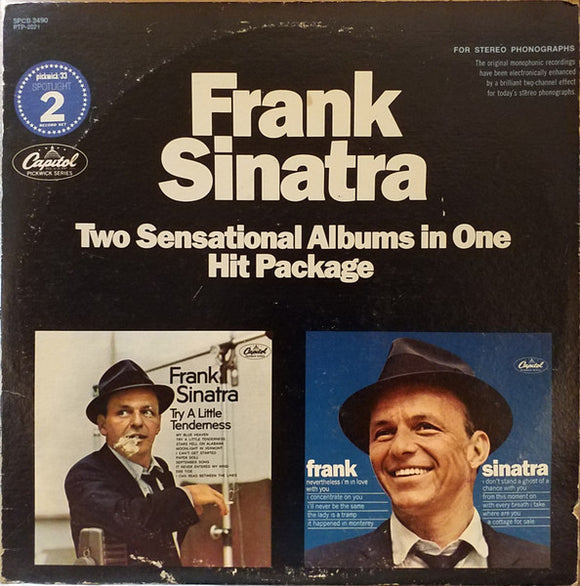 SPCB 3490
PTP-2021
FOR STEREO PHONOGRAPHS
The original monophonic recordings
have been electronically enhanced
by a brilliant two-channel effect
for today's stereo phonographs
pickwick/33
SPOTLIGHT
2
RECORD SET
Capitol
PICKWICK SERIES
Frank
Sinatra
Two Sensational Albums in One
Hit Package
Capitol
Frank
Sinatra
Try A Little
Tenderness
MY BLUE HEAVEN
TRY A LITTLE TENDERNESS
STARS FELL ON ALABAMA
MOONLIGHT IN VERMONT
I CAN'T GET STARTED
PAPER DOLL
SEPTEMBER SONG
IT NEVER ENTERED MY MIND
DEE TOE
I CAN READ BETWEEN THE LINES
Capitol
frank
nevertheless i'm in love
with you
i concentrate on you
i'll never be the same
the lady is a tramp
it happened in monterey
sinatra
i don't stand a ghost of a
chance with you
from this moment on
with every breath i take
where are you
a cottage for sale